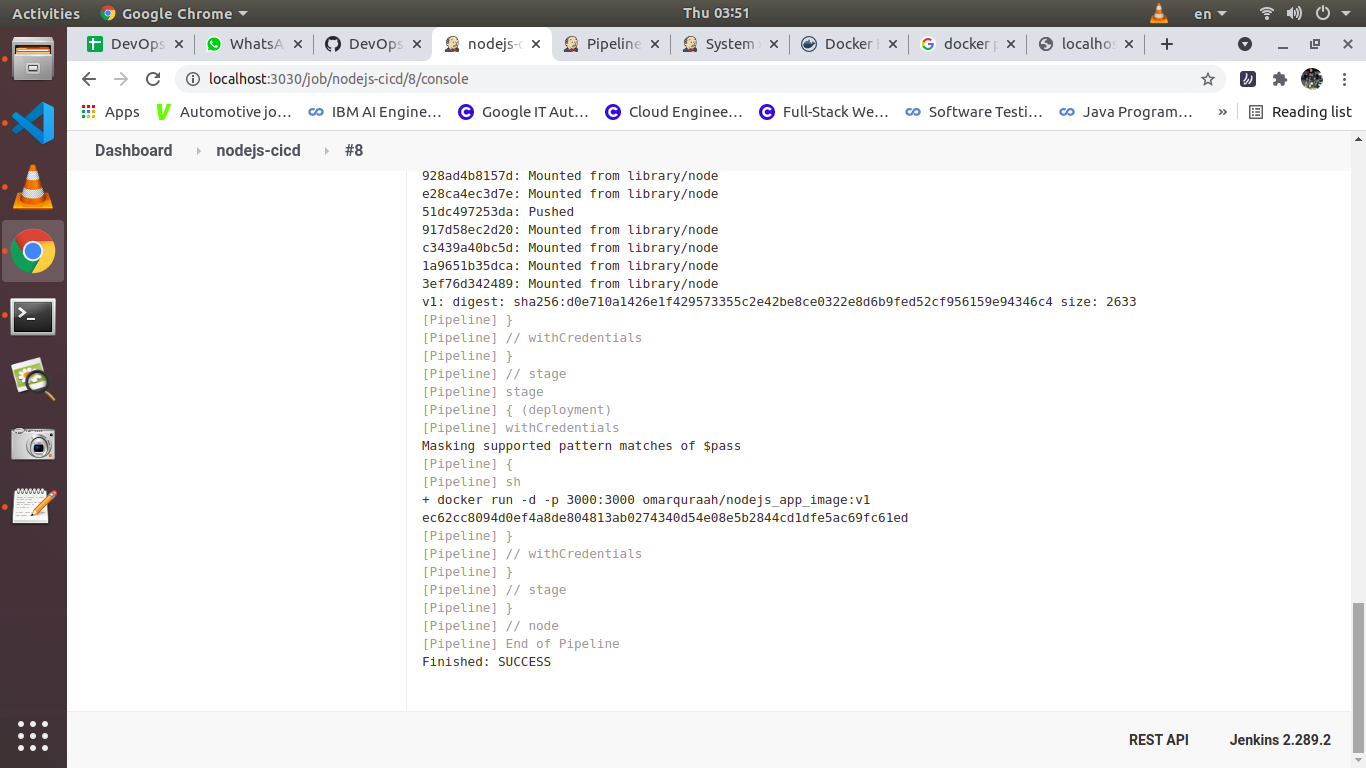 Activities
Google Chrome
Thu 03:51
en
DevOps
WhatsA
DevOps
nodejs-c
Pipeline
System
Docker
docker p
localho
localhost:3030/job/nodejs-cicd/8/console
Apps
Automotive jo…
IBM AI Engine…
Google IT Aut…
Cloud Enginee…
Full-Stack We…
Software Testi…
Java Program…
»
Reading list
Dashboard
nodejs-cicd
#8
928ad4b8157d: Mounted from library/node
e28ca4ec3d7e: Mounted from library/node
51dc497253da: Pushed
917d58ec2d20: Mounted from library/node
c3439a40bc5d: Mounted from library/node
1a9651b35dca: Mounted from library/node
3ef76d342489: Mounted from library/node
v1: digest: sha256:d0e710a1426e1f429573355c2e42be8ce0322e8d6b9fed52cf956159e94346c4 size: 2633
[Pipeline] }
[Pipeline] // withCredentials
[Pipeline] }
[Pipeline] // stage
[Pipeline] stage
[Pipeline] { (deployment)
[Pipeline] withCredentials
Masking supported pattern matches of $pass
[Pipeline] {
[Pipeline] sh
+ docker run -d -p 3000:3000 omarquraah/nodejs_app_image:v1
ec62cc8094d0ef4a8de804813ab0274340d54e08e5b2844cd1dfe5ac69fc61ed
[Pipeline] }
[Pipeline] // withCredentials
[Pipeline] }
[Pipeline] // stage
[Pipeline] }
[Pipeline] // node
[Pipeline] End of Pipeline
Finished: SUCCESS
REST API
Jenkins 2.289.2